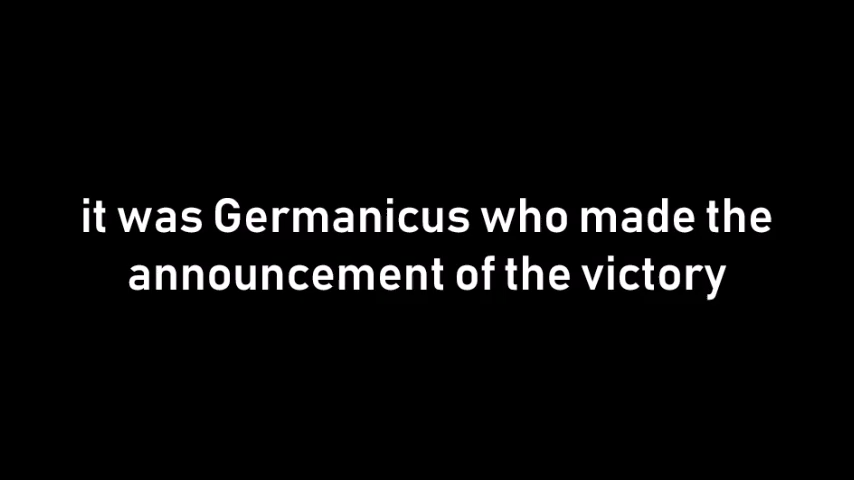 it was Germanicus who made the
announcement of the victory